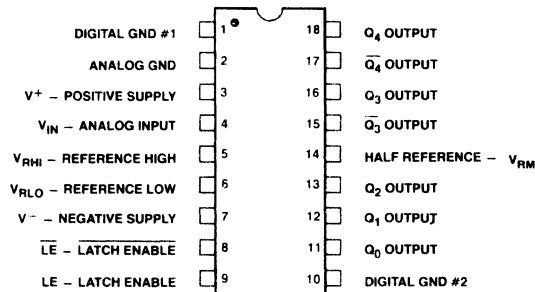 DIGITAL GND #1 1 18 Q4 OUTPUT
ANALOG GND 2 17 Q̅4̅ OUTPUT
V+ – POSITIVE SUPPLY 3 16 Q3 OUTPUT
VIN – ANALOG INPUT 4 15 Q̅3 OUTPUT
VRHI – REFERENCE HIGH 5 14 HALF REFERENCE – VRM
VRLO – REFERENCE LOW 6 13 Q2 OUTPUT
V– – NEGATIVE SUPPLY 7 12 Q1 OUTPUT
L̅E̅ – L̅A̅T̅C̅H̅ E̅N̅A̅B̅L̅E̅ 8 11 Q0 OUTPUT
LE – LATCH ENABLE 9 10 DIGITAL GND #2